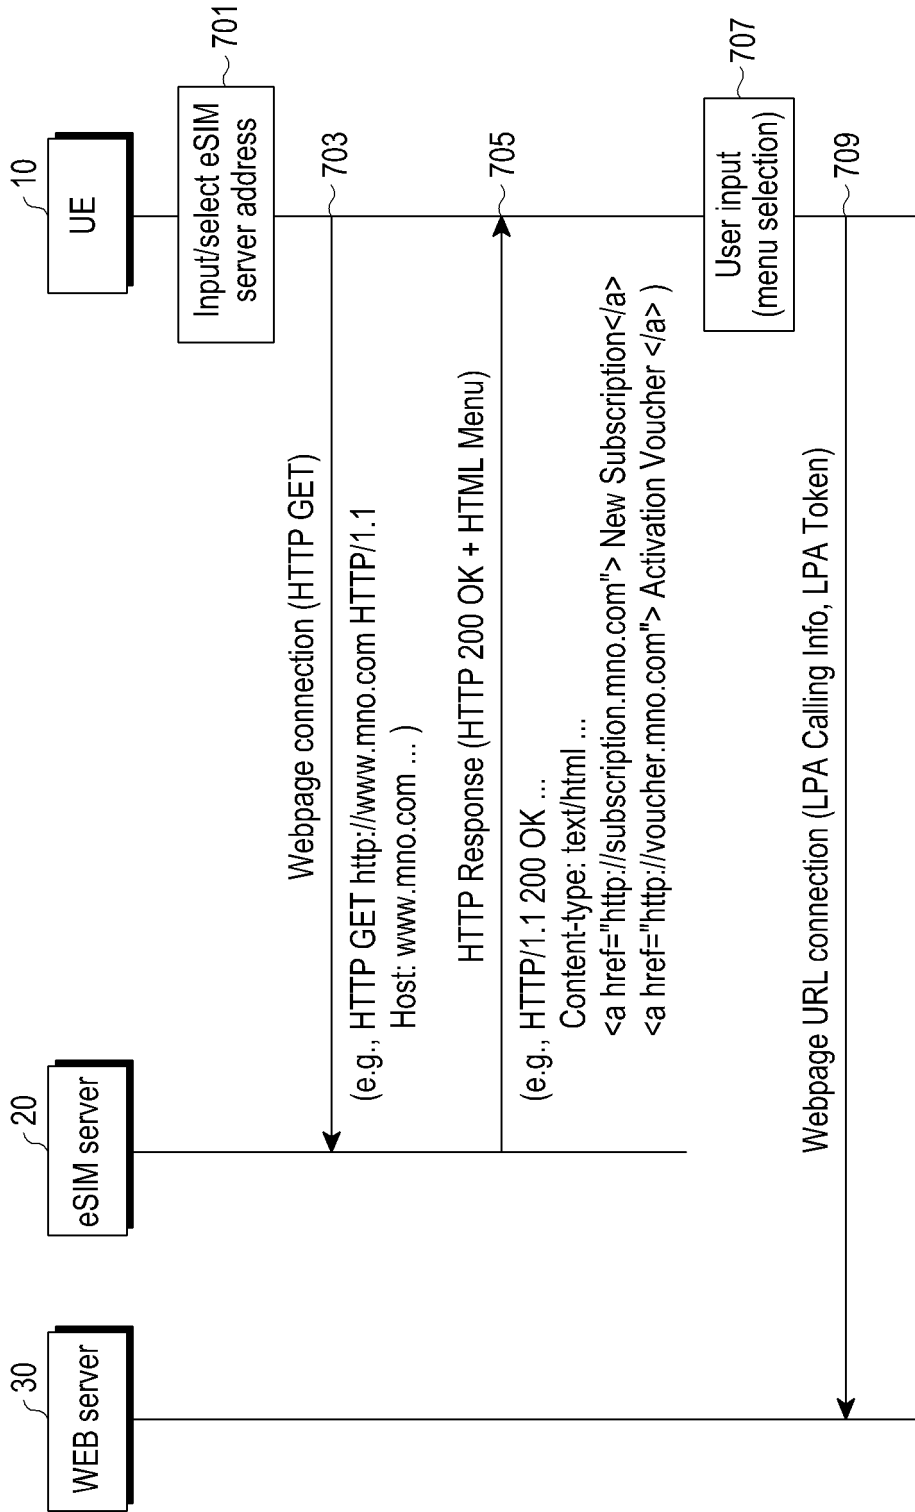 30
WEB server
20
eSIM server
10
UE
Input/select eSIM
server address
701
Webpage connection (HTTP GET)
703
(e.g., HTTP GET http://www.mno.com HTTP/1.1
Host: www.mno.com ... )
HTTP Response (HTTP 200 OK + HTML Menu)
705
(e.g., HTTP/1.1 200 OK ...
Content-type: text/html ...
<a href="http://subscription.mno.com"> New Subscription</a>
<a href="http://voucher.mno.com"> Activation Voucher </a> )
User input
(menu selection)
707
Webpage URL connection (LPA Calling Info, LPA Token)
709